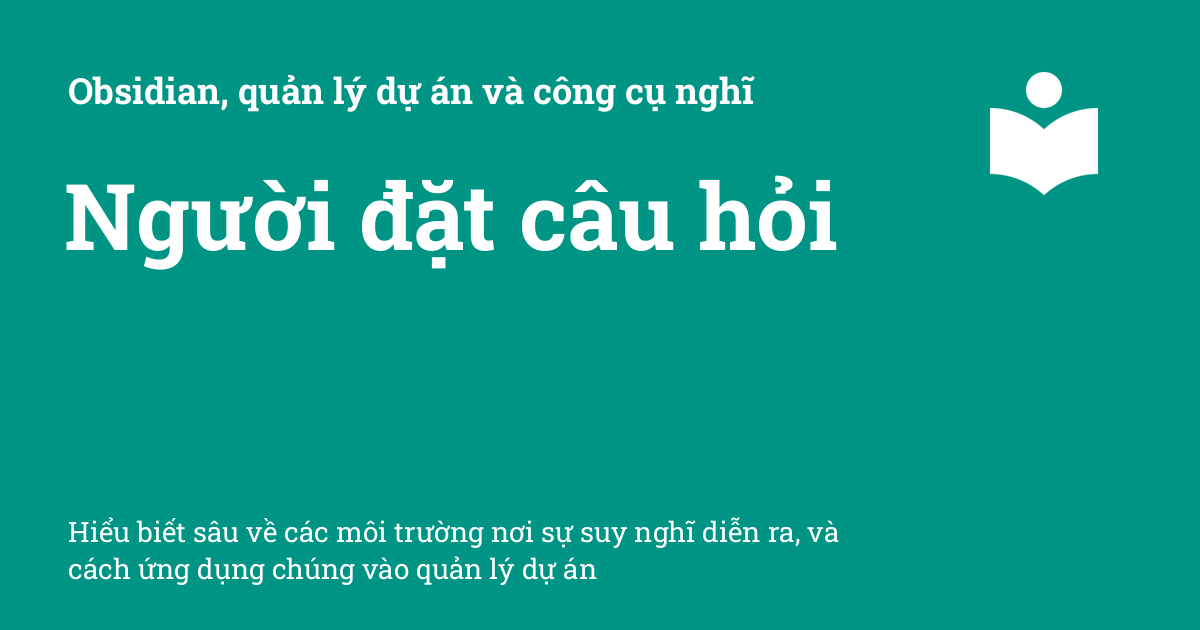 Obsidian, quản lý dự án và công cụ nghĩ
Người đặt câu hỏi
Hiểu biết sâu về các môi trường nơi sự suy nghĩ diễn ra, và
cách ứng dụng chúng vào quản lý dự án